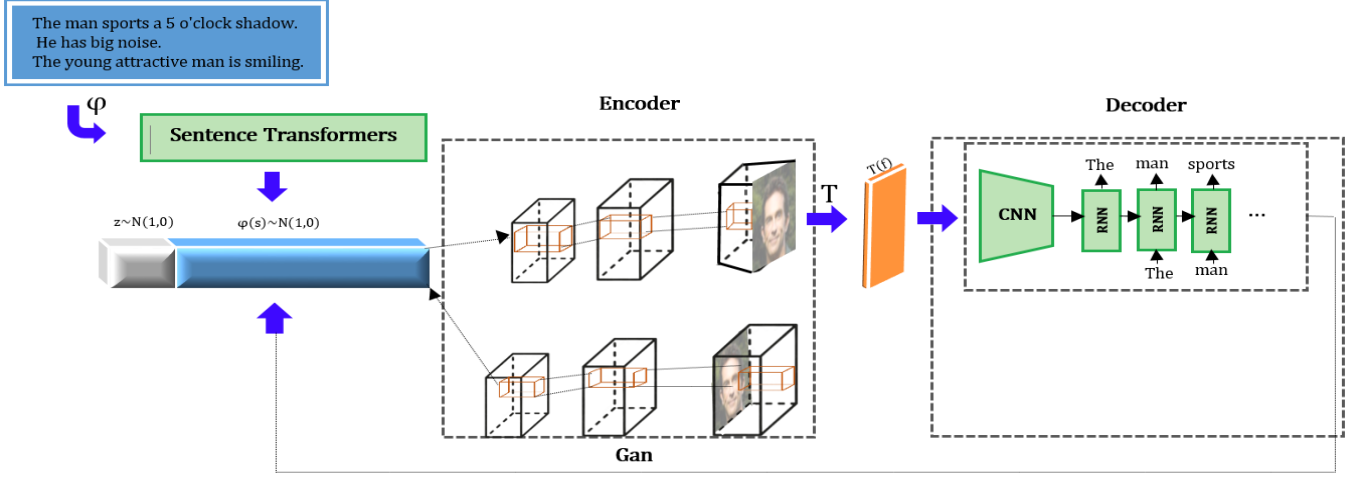 The man sports a 5 o'clock shadow.
He has big noise.
The young attractive man is smiling.
φ
Sentence Transformers
z~N(1,0)
φ(s)~N(1,0)
Encoder
Gan
T
T(f)
Decoder
CNN
The
man
sports
RNN
RNN
RNN
...
The
man